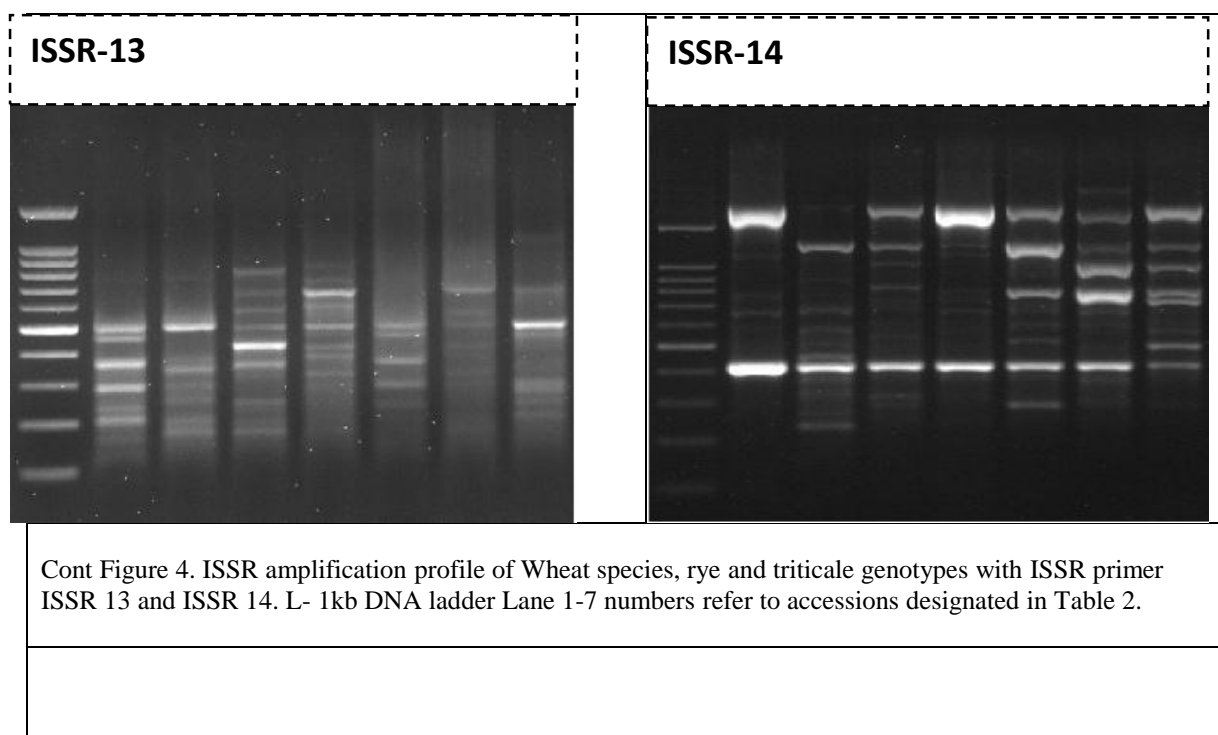 ISSR-13
ISSR-14
Cont Figure 4. ISSR amplification profile of Wheat species, rye and triticale genotypes with ISSR primer
ISSR 13 and ISSR 14. L- 1kb DNA ladder Lane 1-7 numbers refer to accessions designated in Table 2.